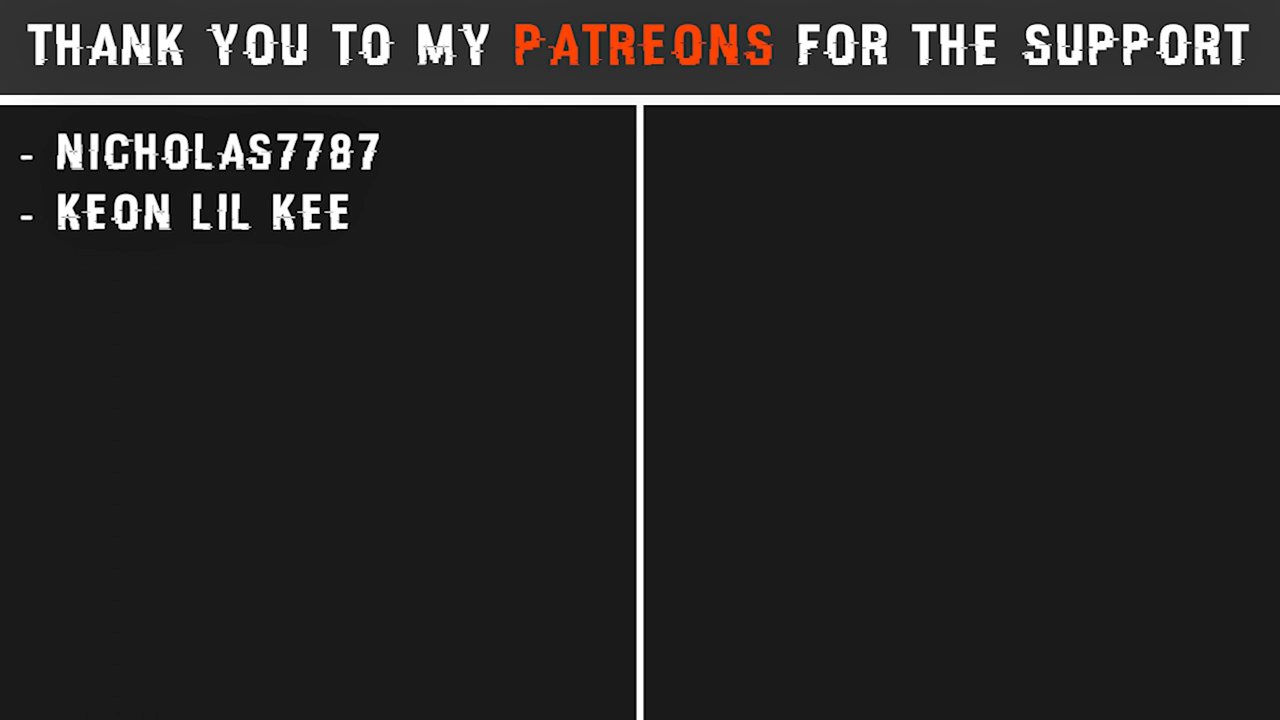 THANK YOU TO MY PATREONS FOR THE SUPPORT
- NICHOLAS7787
- KEON LIL KEE